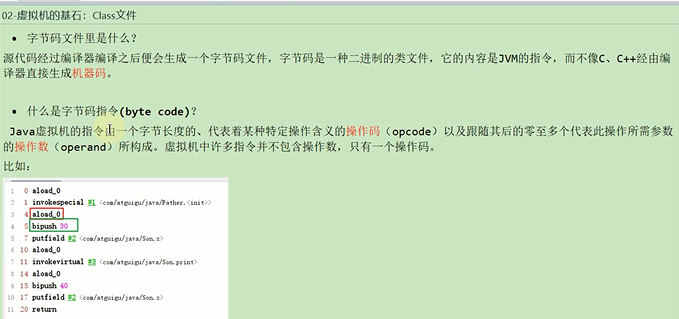 02-虚拟机的基石：Class文件
• 字节码文件里是什么？
源代码经过编译器编译之后便会生成一个字节码文件，字节码是一种二进制的类文件，它的内容是JVM的指令，而不像C、C++经由编
译器直接生成机器码。
• 什么是字节码指令(byte code)？
Java虚拟机的指令由一个字节长度的、代表着某种特定操作含义的操作码（opcode）以及跟随其后的零至多个代表此操作所需参数
的操作数（operand）所构成。虚拟机中许多指令并不包含操作数，只有一个操作码。
比如：
1 0 aload_0
2 1 invokespecial #1 <com/atguigu/java/Father.<init>>
3 4 aload_0
4 5 bipush 30
5 7 putfield #2 <com/atguigu/java/Son.x>
6 10 aload_0
7 11 invokevirtual #3 <com/atguigu/java/Son.print>
8 14 aload_0
9 15 bipush 40
10 17 putfield #2 <com/atguigu/java/Son.x>
11 20 return